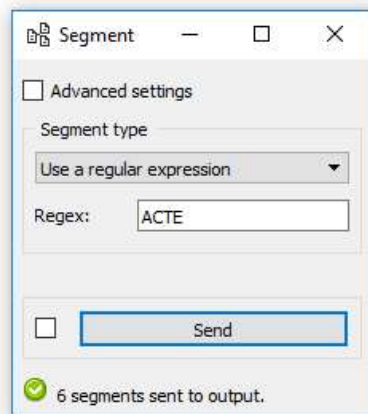 Segment
Advanced settings
Segment type
Use a regular expression
Regex: ACTE
Send
6 segments sent to output.